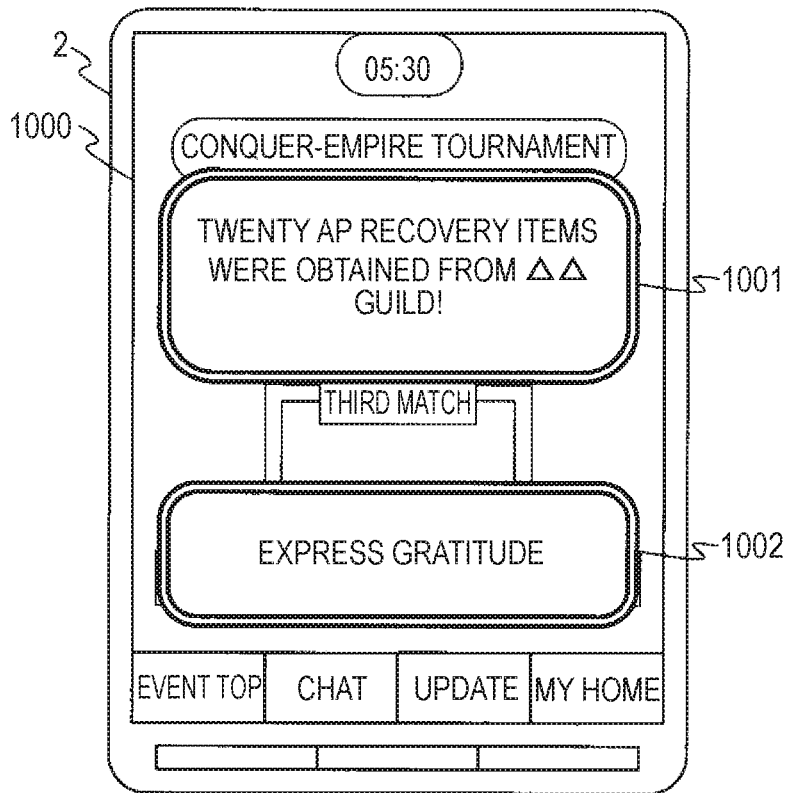 2
05:30
1000
CONQUER-EMPIRE TOURNAMENT
TWENTY AP RECOVERY ITEMS
WERE OBTAINED FROM △△
GUILD!
1001
THIRD MATCH
EXPRESS GRATITUDE
1002
EVENT TOP CHAT UPDATE MY HOME